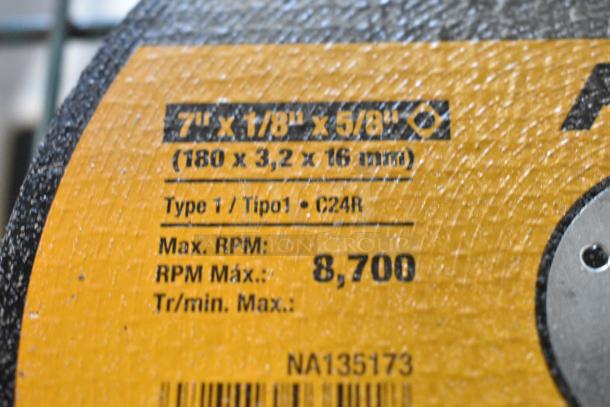 7" x 1/8" x 5/8"
(180 x 3,2 x 16 mm)
Type 1 / Tipo1 • C24R
Max. RPM:
RPM Máx.: 8,700
Tr/min. Max.:
NA135173